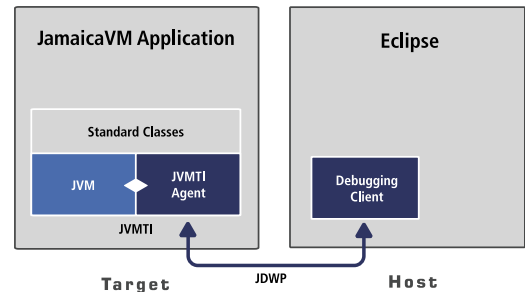 JamaicaVM Application
Eclipse
Standard Classes
JVM
JVMTI
Agent
Debugging
Client
JVMTI
JDWP
Target
Host